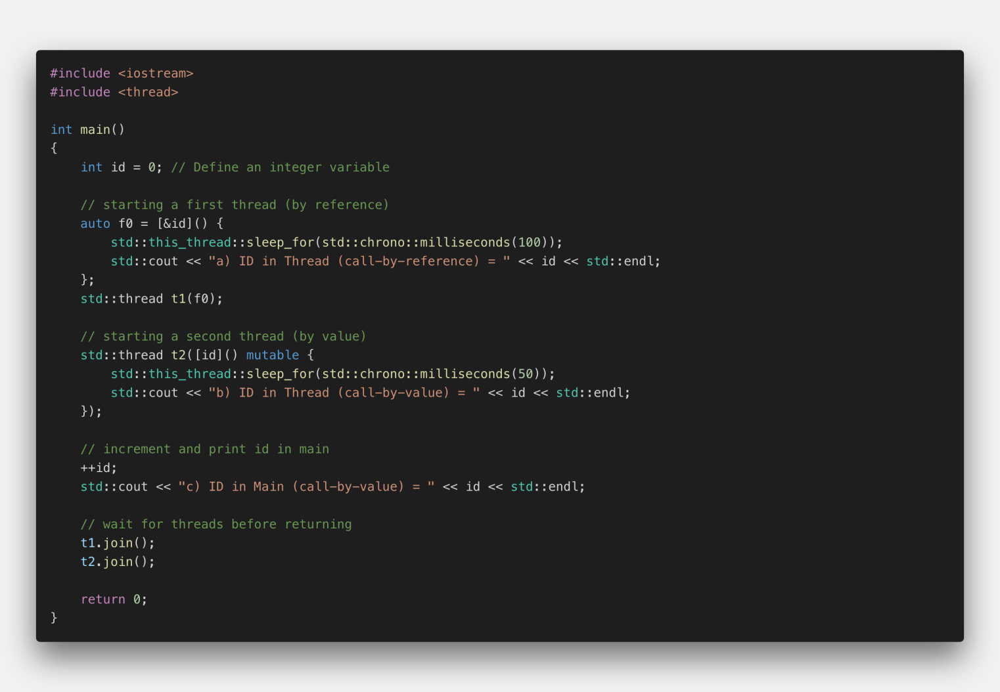 #include <iostream>
#include <thread>

int main()
{
    int id = 0; // Define an integer variable

    // starting a first thread (by reference)
    auto f0 = [&id]() {
        std::this_thread::sleep_for(std::chrono::milliseconds(100));
        std::cout << "a) ID in Thread (call-by-reference) = " << id << std::endl;
    };
    std::thread t1(f0);

    // starting a second thread (by value)
    std::thread t2([id]() mutable {
        std::this_thread::sleep_for(std::chrono::milliseconds(50));
        std::cout << "b) ID in Thread (call-by-value) = " << id << std::endl;
    });

    // increment and print id in main
    ++id;
    std::cout << "c) ID in Main (call-by-value) = " << id << std::endl;

    // wait for threads before returning
    t1.join();
    t2.join();

    return 0;
}